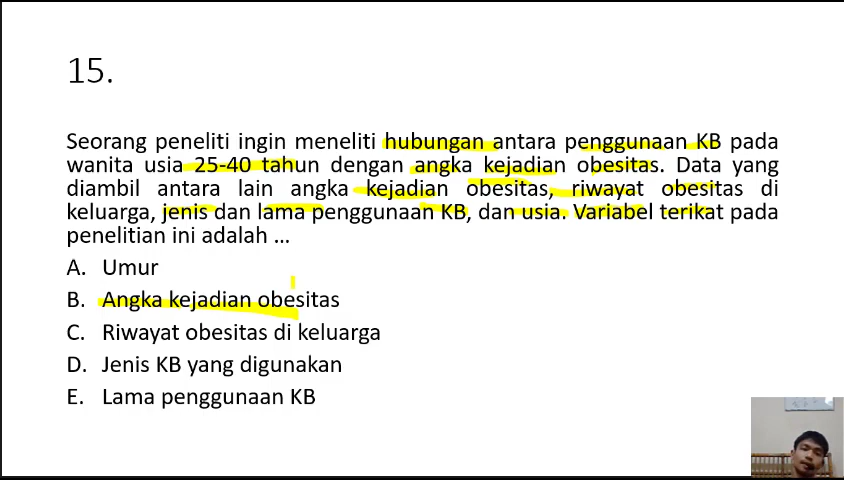 15.
Seorang peneliti ingin meneliti hubungan antara penggunaan KB pada
wanita usia 25-40 tahun dengan angka kejadian obesitas. Data yang
diambil antara lain angka kejadian obesitas, riwayat obesitas di
keluarga, jenis dan lama penggunaan KB, dan usia. Variabel terikat pada
penelitian ini adalah ...
A. Umur
B. Angka kejadian obesitas
C. Riwayat obesitas di keluarga
D. Jenis KB yang digunakan
E. Lama penggunaan KB